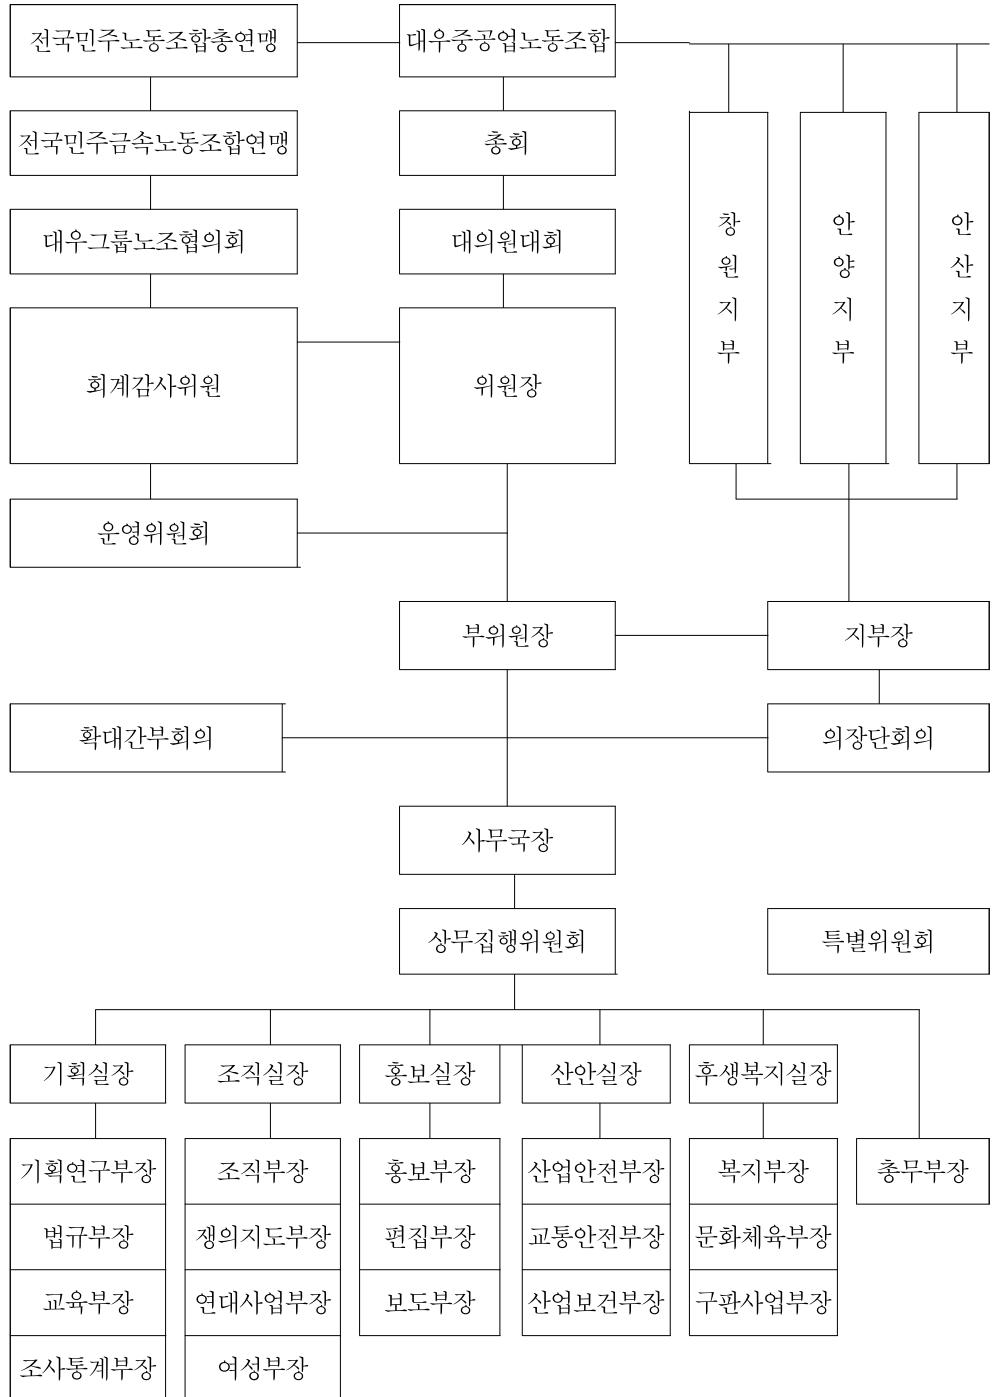 전국민주노동조합총연맹
대우중공업노동조합
전국민주금속노동조합연맹
총회
대우그룹노조협의회
대의원대회
창원지부
안양지부
안산지부
회계감사위원
위원장
운영위원회
부위원장
지부장
확대간부회의
의장단회의
사무국장
상무집행위원회
특별위원회
기획실장
조직실장
홍보실장
산안실장
후생복지실장
기획연구부장
조직부장
홍보부장
산업안전부장
복지부장
총무부장
법규부장
쟁의지도부장
편집부장
교통안전부장
문화체육부장
교육부장
연대사업부장
보도부장
산업보건부장
구판사업부장
조사통계부장
여성부장